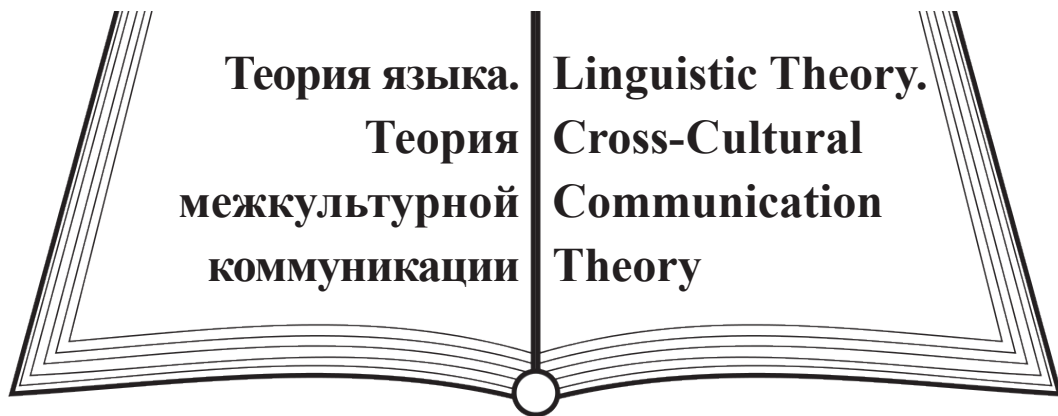 Теория языка.
Теория
межкультурной
коммуникации
Linguistic Theory.
Cross-Cultural
Communication
Theory